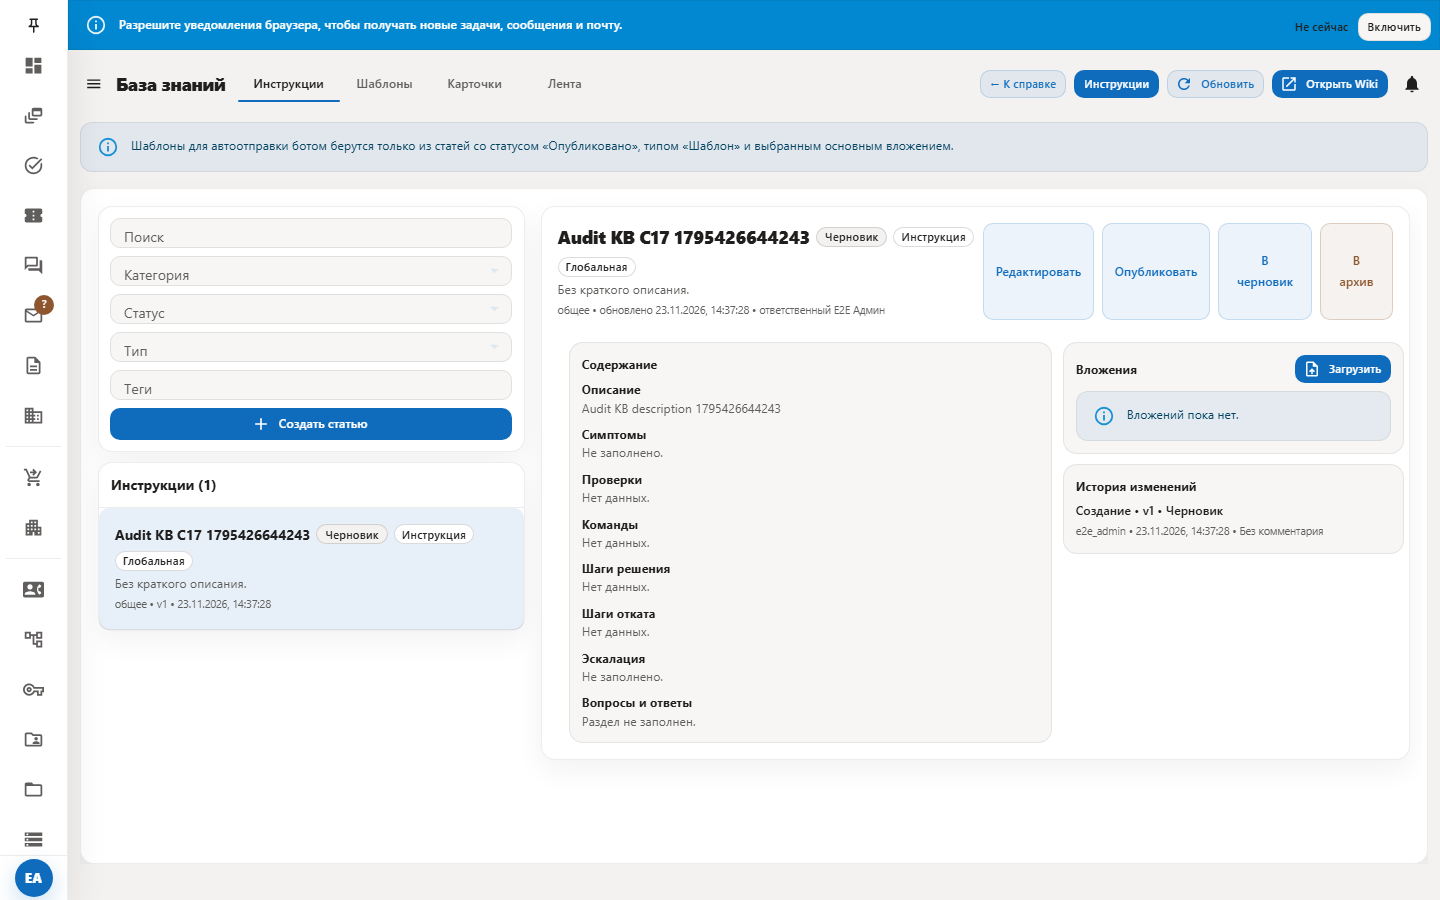 Разрешите уведомления браузера, чтобы получать новые задачи, сообщения и почту.
Не сейчас
Включить
База знаний
Инструкции
Шаблоны
Карточки
Лента
← К справке
Инструкции
Обновить
Открыть Wiki
Шаблоны для автоотправки ботом берутся только из статей со статусом «Опубликовано», типом «Шаблон» и выбранным основным вложением.
?
Поиск
Категория
Статус
Тип
Теги
Создать статью
Инструкции (1)
Audit KB C17 1795426644243
Черновик
Инструкция
Глобальная
Без краткого описания.
общее • v1 • 23.11.2026, 14:37:28
Audit KB C17 1795426644243
Черновик
Инструкция
Глобальная
Без краткого описания.
общее • обновлено 23.11.2026, 14:37:28 • ответственный E2E Админ
Редактировать
Опубликовать
В
черновик
В
архив
Содержание
Описание
Audit KB description 1795426644243
Симптомы
Не заполнено.
Проверки
Нет данных.
Команды
Нет данных.
Шаги решения
Нет данных.
Шаги отката
Нет данных.
Эскалация
Не заполнено.
Вопросы и ответы
Раздел не заполнен.
Вложения
Загрузить
Вложений пока нет.
История изменений
Создание • v1 • Черновик
e2e_admin • 23.11.2026, 14:37:28 • Без комментария
EA